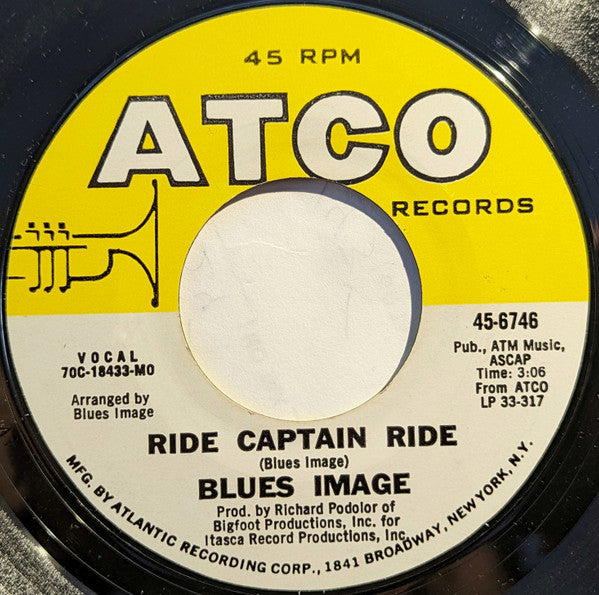 45 RPM
ATCO
RECORDS
VOCAL
70C-18433-MO
Arranged by
Blues Image
45-6746
Pub., ATM Music,
ASCAP
Time: 3:06
From ATCO
LP 33-317
RIDE CAPTAIN RIDE
(Blues Image)
BLUES IMAGE
Prod. by Richard Podolor of
Bigfoot Productions, Inc. for
Itasca Record Productions, Inc.
MFG. BY ATLANTIC RECORDING CORP., 1841 BROADWAY, NEW YORK, N.Y.